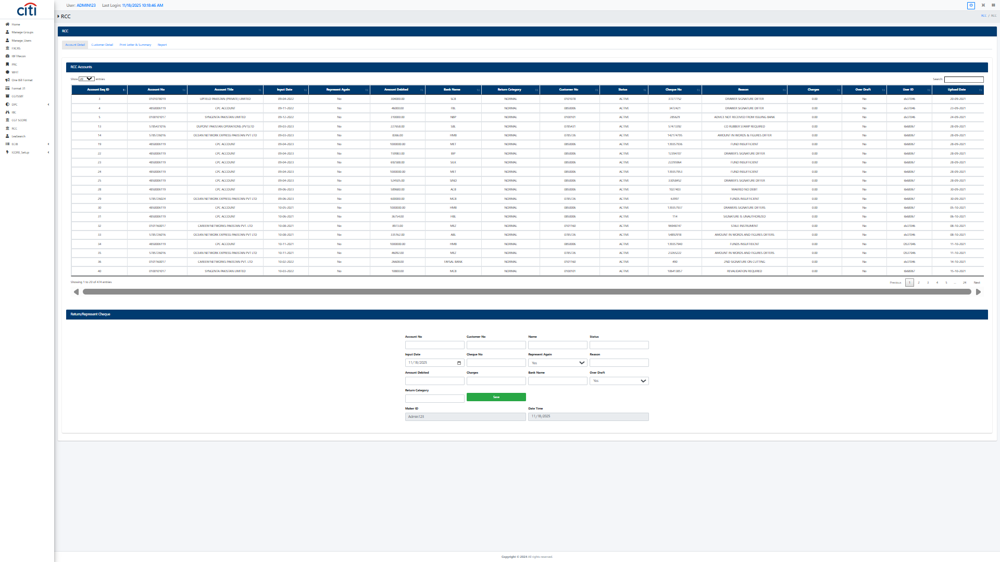 citi
User: ADMIN123 Last Login: 11/18/2025 10:18:46 AM
RCC
RCC / RCC
Home
Manage Groups
Manage_Users
FXCRS
IBFTRecon
PRC
WHT
One Bill Format
Format 31
CGTSSBT
DPC
IBC
CGT SCORE
RCC
LeaSearch
ECIB
ICORE_Setup
RCC
Account Detail Customer Detail Print Letter & Summary Report
RCC Accounts
Show 20 entries
Search:
Account Seq ID Account No Account Title Input Date Represent Again Amount Debited Bank Name Return Category Customer No Status Cheque No Reason Charges Over Draft User ID Upload Date
3 0101078019 UPFIELD PAKISTAN (PRIVATE) LIMITED 09-04-2022 No 304000.00 SCB NORMAL 0101078 ACTIVE 37277752 DRAWER SIGNATURE DIFFER 0.00 No ds37046 20-09-2021
4 4850006119 CPC ACCOUNT 09-11-2022 No 46000.00 FBL NORMAL 0850006 ACTIVE 3472421 DRAWER SIGNATURE DIFFER 0.00 No ds37046 23-09-2021
5 0100101017 SYNGENTA PAKISTAN LIMITED 09-12-2022 No 310000.00 NBP NORMAL 0100101 ACTIVE 285629 ADVICE NOT RECEIVED FROM ISSUING BANK 0.00 No ds37046 24-09-2021
13 5785431016 DUPONT PAKISTAN OPERATIONS (PVT)LTD 09-03-2023 No 227658.00 SBL NORMAL 0785431 ACTIVE 57473392 CO RUBBER STAMP REQUIRED 0.00 No tb68067 28-09-2021
14 5785726016 OCEAN NETWORK EXPRESS PAKISTAN PVT LTD 09-03-2023 No 8366.00 HMB NORMAL 0785726 ACTIVE 142174795 AMOUNT IN WORDS & FIGURES DIFFER 0.00 No tb68067 28-09-2021
19 4850006119 CPC ACCOUNT 09-04-2023 No 1000000.00 MET NORMAL 0850006 ACTIVE 139357936 FUND INSUFFICIENT 0.00 No tb68067 28-09-2021
22 4850006119 CPC ACCOUNT 09-04-2023 No 159983.00 BIP NORMAL 0850006 ACTIVE 12394707 DRAWER'S SIGNATURE DIFFER 0.00 No tb68067 28-09-2021
23 4850006119 CPC ACCOUNT 09-04-2023 No 692588.00 SILK NORMAL 0850006 ACTIVE 22295964 FUND INSUFFICIENT 0.00 No tb68067 28-09-2021
24 4850006119 CPC ACCOUNT 09-04-2023 No 1000000.00 MET NORMAL 0850006 ACTIVE 139357953 FUND INSUFFICIENT 0.00 No tb68067 28-09-2021
25 4850006119 CPC ACCOUNT 09-04-2023 No 524505.00 SIND NORMAL 0850006 ACTIVE 33058452 DRAWER'S SIGNATURE DIFFER 0.00 No tb68067 28-09-2021
28 4850006119 CPC ACCOUNT 09-06-2023 No 589680.00 ACB NORMAL 0850006 ACTIVE 1027403 MAKRED NO DEBIT 0.00 No tb68067 30-09-2021
29 5785726024 OCEAN NETWORK EXPRESS PAKISTAN PVT LTD 09-06-2023 No 600000.00 MCB NORMAL 0785726 ACTIVE 63997 FUNDS INSUFFICIENT 0.00 No tb68067 30-09-2021
30 4850006119 CPC ACCOUNT 10-05-2021 No 1000000.00 HMB NORMAL 0850006 ACTIVE 139357937 DRAWERS SIGNATURE DIFFERS 0.00 No tb68067 05-10-2021
31 4850006119 CPC ACCOUNT 10-06-2021 No 36754.00 HBL NORMAL 0850006 ACTIVE 114 SIGNATURE IS UNAUTHORIZED 0.00 No tb68067 06-10-2021
32 0101160017 CAREEM NETWORKS PAKISTAN PVT. LTD 10-08-2021 No 8973.00 MEZ NORMAL 0101160 ACTIVE 96948747 STALE INSTRUMENT 0.00 No ds37046 08-10-2021
33 5785726016 OCEAN NETWORK EXPRESS PAKISTAN PVT LTD 10-08-2021 No 335162.00 ABL NORMAL 0785726 ACTIVE 54892918 AMOUNT IN WORDS AND FIGURES DIFFERS 0.00 No ds37046 08-10-2021
34 4850006119 CPC ACCOUNT 10-11-2021 No 1000000.00 HMB NORMAL 0850006 ACTIVE 139357940 FUNDS INSUFFIEICNT 0.00 No DS37046 11-10-2021
35 5785726016 OCEAN NETWORK EXPRESS PAKISTAN PVT LTD 10-11-2021 No 46092.00 MEZ NORMAL 0785726 ACTIVE 23265222 AMOUNT IN WORDS AND FIGURES DIFFERS 0.00 No DS37046 11-10-2021
36 0101160017 CAREEM NETWORKS PAKISTAN PVT. LTD 10-02-2022 No 26608.00 FAYSAL BANK NORMAL 0101160 ACTIVE 490 2ND SIGNATURE ON CUTTING 0.00 No ds37046 14-10-2021
40 0100101017 SYNGENTA PAKISTAN LIMITED 10-03-2022 No 10800.00 MCB NORMAL 0100101 ACTIVE 106413857 REVALIDATION REQUIRED 0.00 No tb68067 15-10-2021
Showing 1 to 20 of 474 entries
Previous 1 2 3 4 5 ... 24 Next
Return/Represent Cheque
Account No Customer No Name Status
Input Date Cheque No Represent Again Reason
11/18/2025 Yes
Amount Debited Charges Bank Name Over Draft
Yes
Return Category
Save
Maker ID Date Time
Admin123 11/18/2025
Copyright © 2024 All rights reserved.